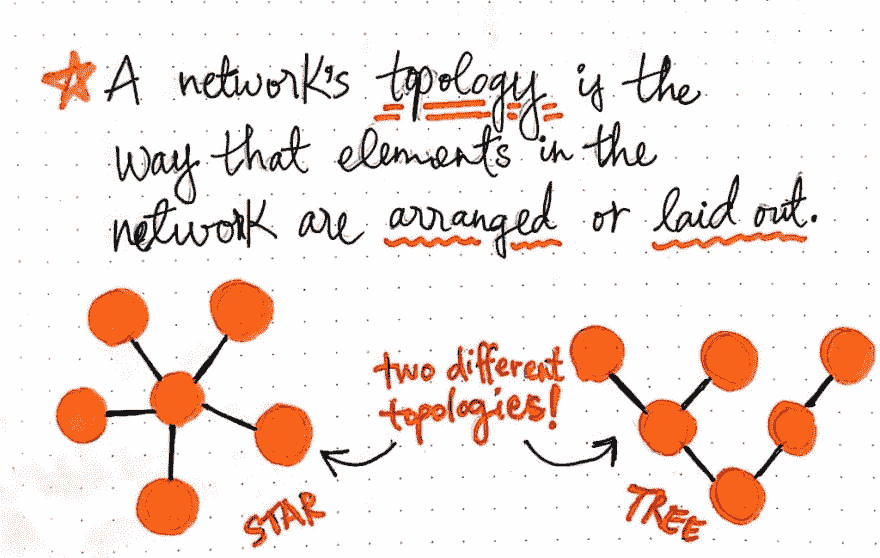 A network's topology is the
way that elements in the
network are arranged or laid out.
two different
topologies!
STAR
TREE